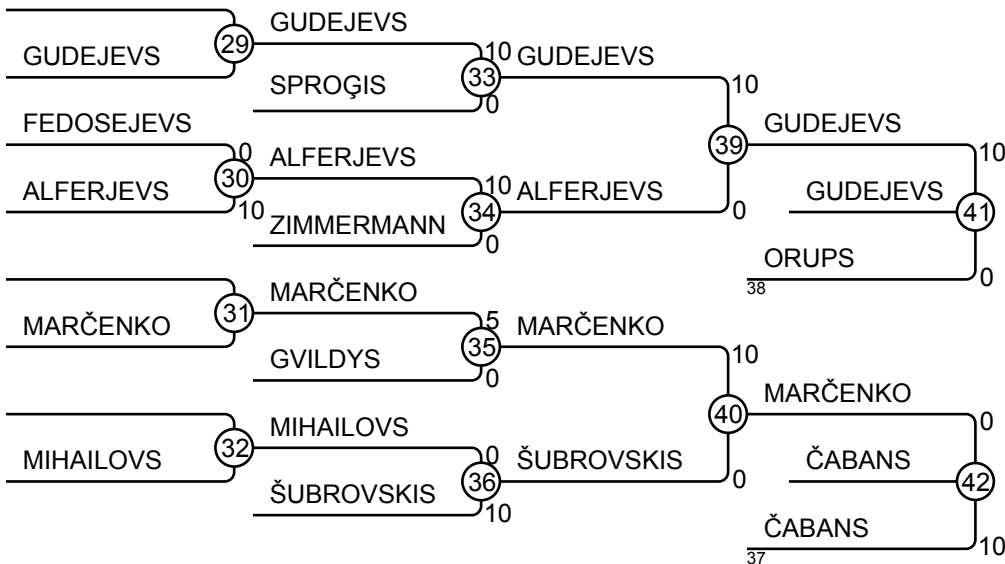 GUDEJEVS
29
GUDEJEVS
10
SPROĢIS
33
0
GUDEJEVS
10
FEDOSEJEVS
0
30
ALFERJEVS
10
ALFERJEVS
10
ZIMMERMANN
34
0
ALFERJEVS
39
0
GUDEJEVS
10
GUDEJEVS
41
ORUPS
38
0
31
MARČENKO
MARČENKO
5
GVILDYS
35
0
MARČENKO
10
MIHAILOVS
32
MIHAILOVS
0
ŠUBROVSKIS
36
10
ŠUBROVSKIS
40
0
MARČENKO
0
ČABANS
42
ČABANS
37
10